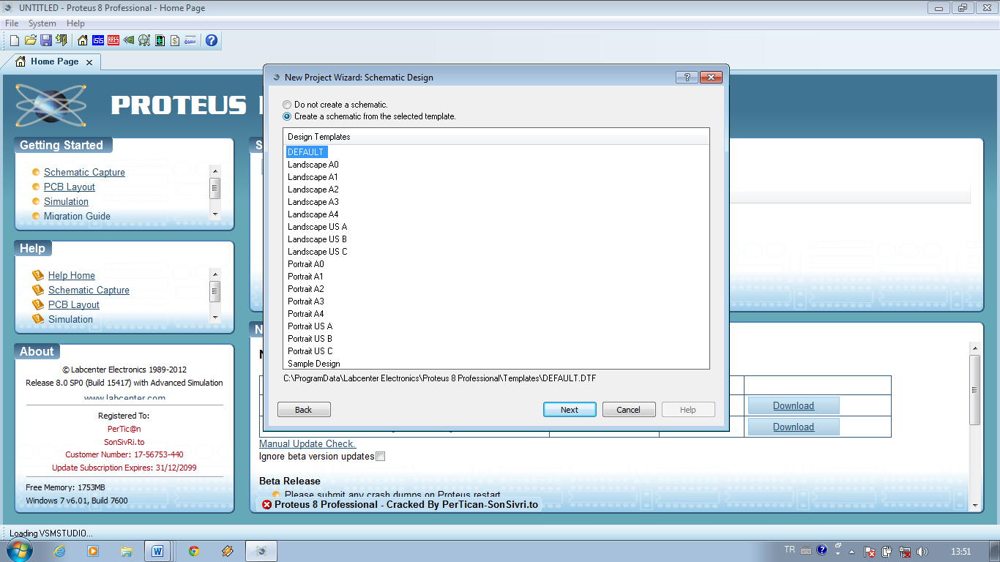 UNTITLED - Proteus 8 Professional - Home Page
File System Help
ISIS ARES
Home Page
PROTEUS
Getting Started
Schematic Capture
PCB Layout
Simulation
Migration Guide
Help
Help Home
Schematic Capture
PCB Layout
Simulation
About
© Labcenter Electronics 1989-2012
Release 8.0 SP0 (Build 15417) with Advanced Simulation
www.labcenter.com
Registered To:
PerTic@n
SonSivRi.to
Customer Number: 17-56753-440
Update Subscription Expires: 31/12/2099
Free Memory: 1753MB
Windows 7 v6.01, Build 7600
New Project Wizard: Schematic Design
Do not create a schematic.
Create a schematic from the selected template.
Design Templates
DEFAULT
Landscape A0
Landscape A1
Landscape A2
Landscape A3
Landscape A4
Landscape US A
Landscape US B
Landscape US C
Portrait A0
Portrait A1
Portrait A2
Portrait A3
Portrait A4
Portrait US A
Portrait US B
Portrait US C
Sample Design
C:\ProgramData\Labcenter Electronics\Proteus 8 Professional\Templates\DEFAULT.DTF
Back Next Cancel Help
Download
Download
Manual Update Check.
Ignore beta version updates
Beta Release
Please submit any crash dumps on Proteus restart
Proteus 8 Professional - Cracked By PerTican-SonSivri.to
Loading VSMSTUDIO...
TR 13:51